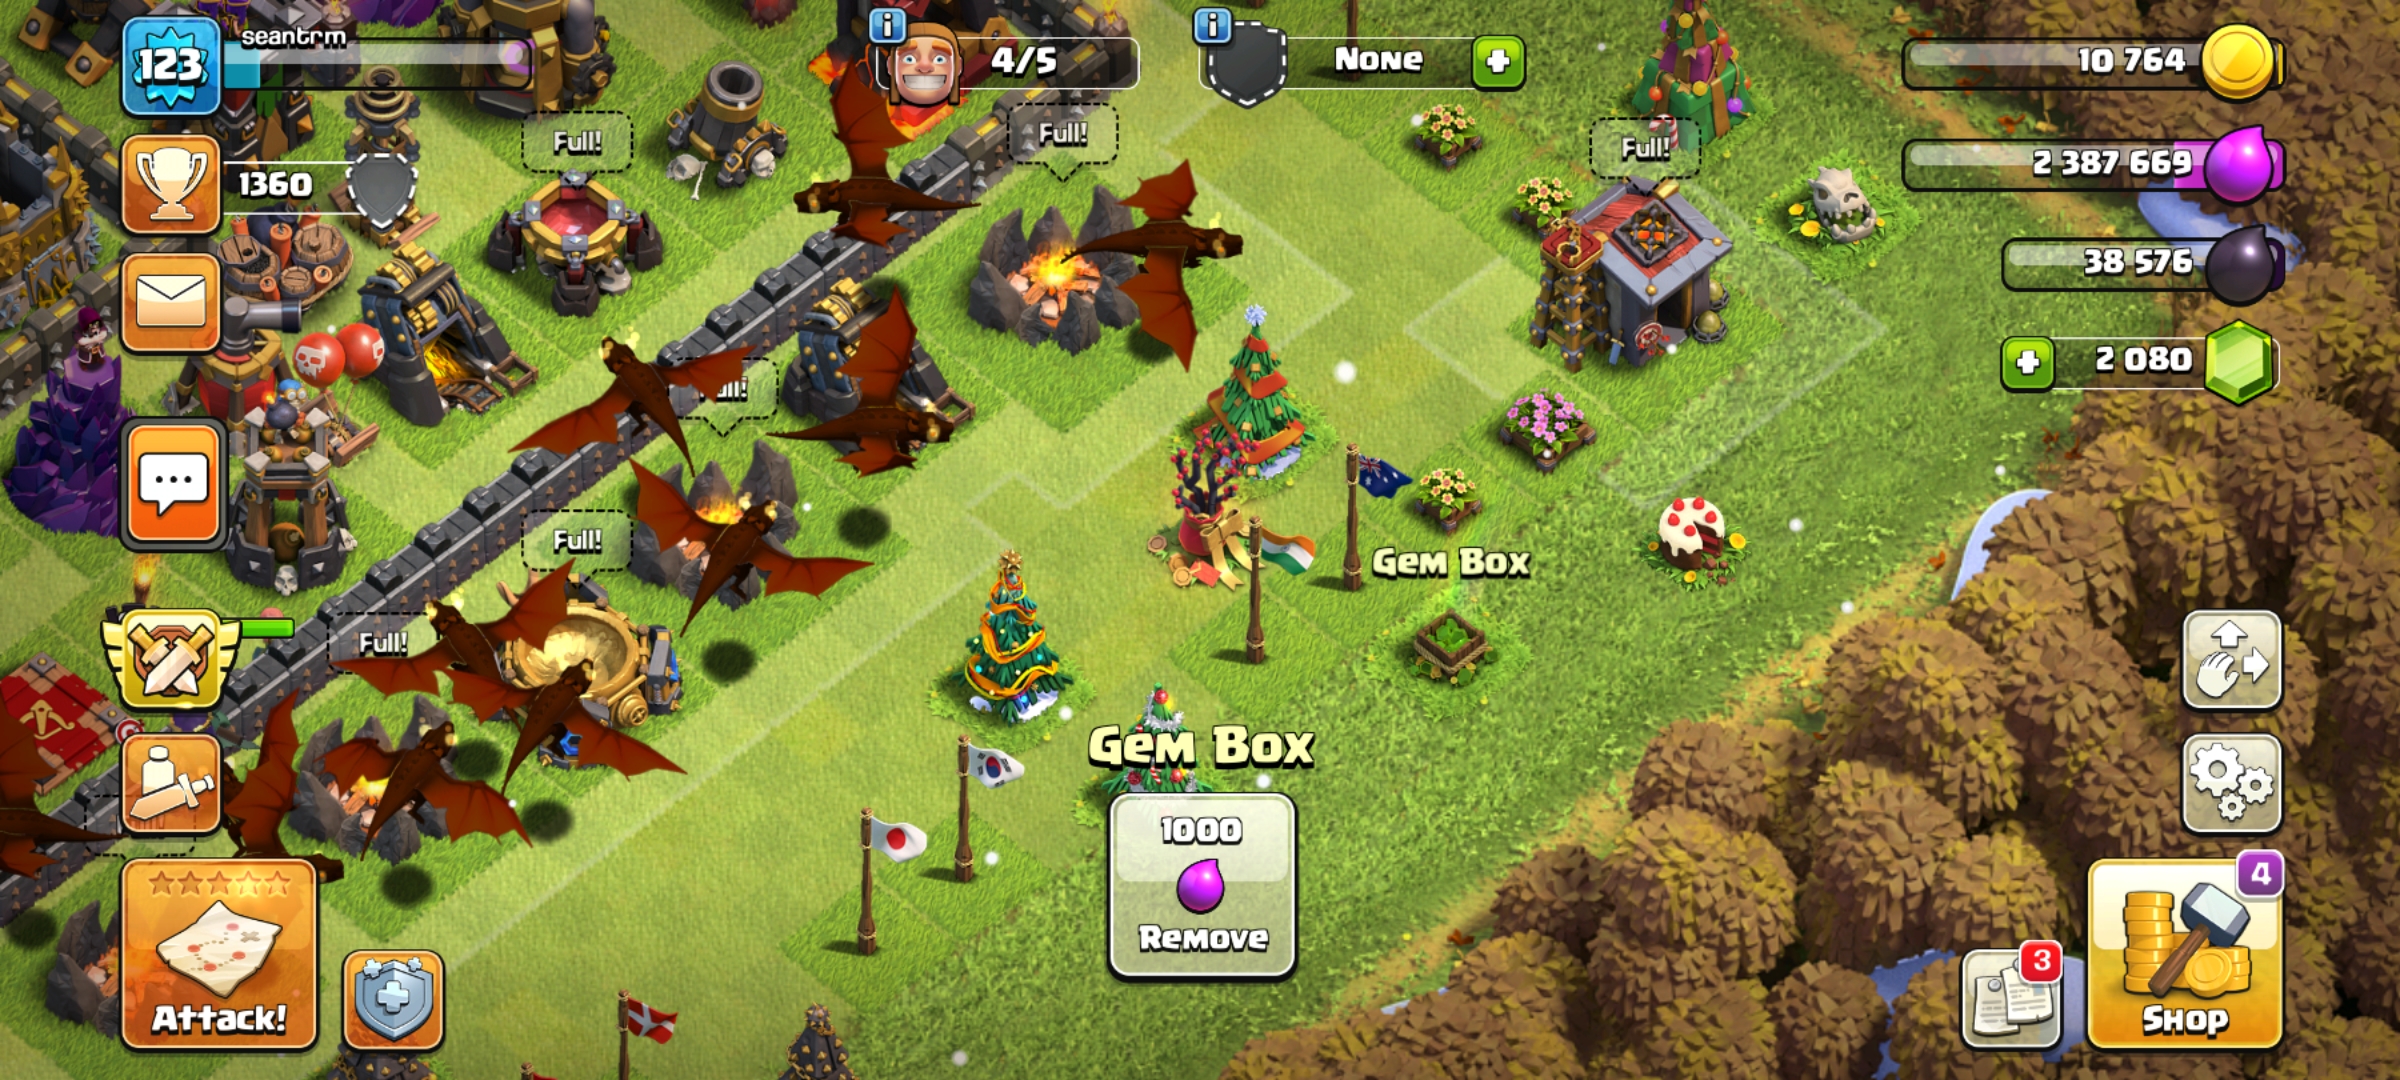 123
seantrm
4/5
None
10 764
1360
2 387 669
38 576
2 080
Full!
Full!
Full!
Full!
Full!
Gem Box
Gem Box
1000
Remove
Attack!
4
3
Shop